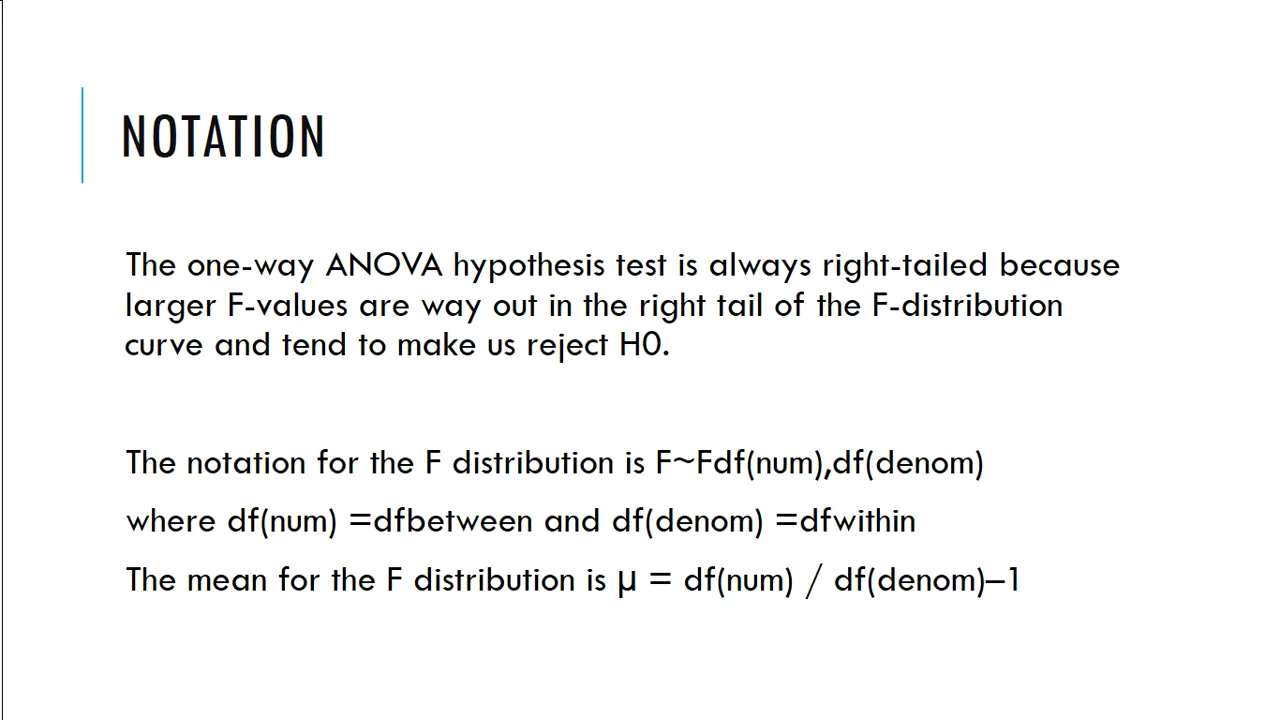 NOTATION
The one-way ANOVA hypothesis test is always right-tailed because
larger F-values are way out in the right tail of the F-distribution
curve and tend to make us reject H0.
The notation for the F distribution is F~Fdf(num),df(denom)
where df(num) =dfbetween and df(denom) =dfwithin
The mean for the F distribution is μ = df(num) / df(denom)–1